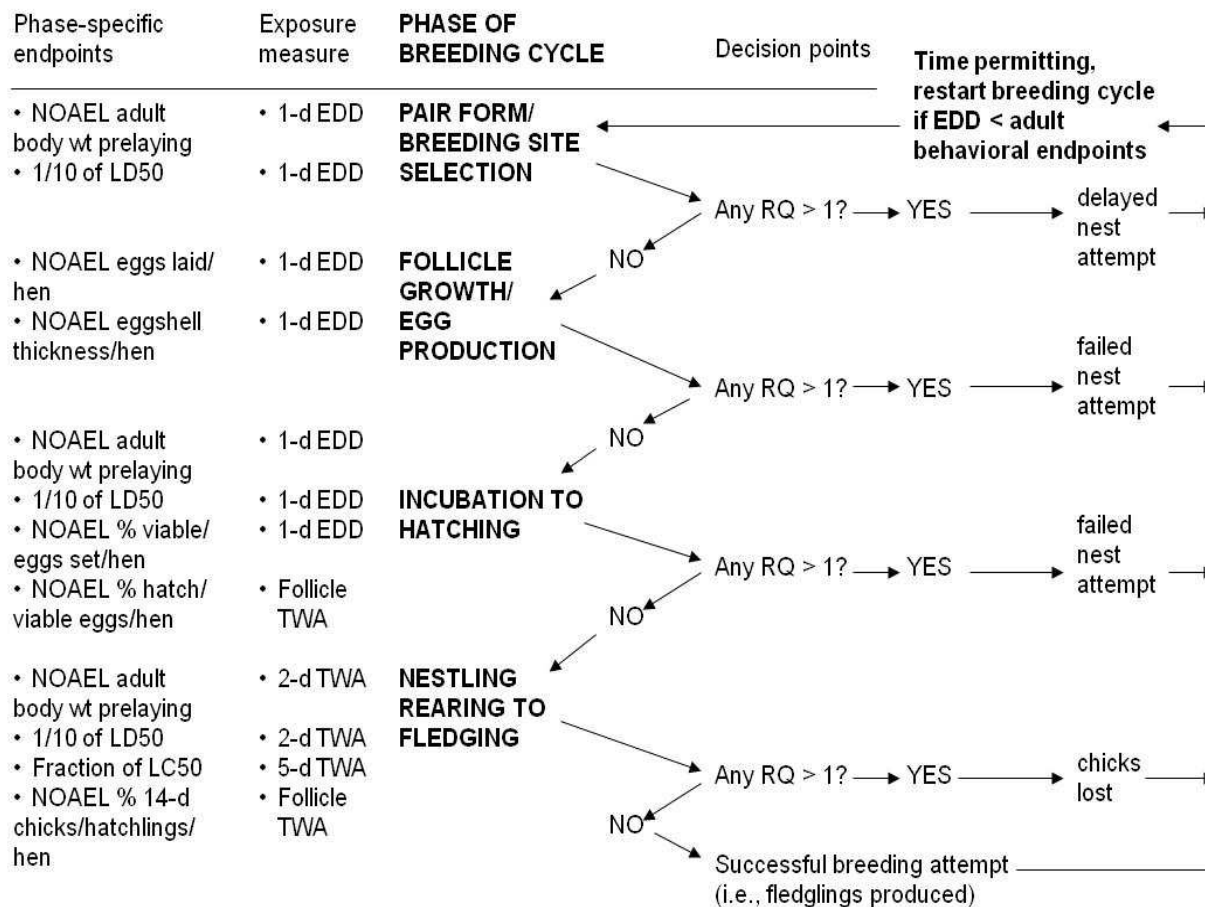 Phase-specific
endpoints
Exposure
measure
PHASE OF
BREEDING CYCLE
Decision points
Time permitting,
restart breeding cycle
if EDD < adult
behavioral endpoints
• NOAEL adult
body wt prelaying
• 1/10 of LD50
• 1-d EDD
• 1-d EDD
PAIR FORM/
BREEDING SITE
SELECTION
Any RQ > 1?
YES
delayed
nest
attempt
NO
• NOAEL eggs laid/
hen
• NOAEL eggshell
thickness/hen
• 1-d EDD
• 1-d EDD
FOLLICLE
GROWTH/
EGG
PRODUCTION
Any RQ > 1?
YES
failed
nest
attempt
NO
• NOAEL adult
body wt prelaying
• 1/10 of LD50
• NOAEL % viable/
eggs set/hen
• NOAEL % hatch/
viable eggs/hen
• 1-d EDD
• 1-d EDD
• 1-d EDD
• Follicle
TWA
INCUBATION TO
HATCHING
Any RQ > 1?
YES
failed
nest
attempt
NO
• NOAEL adult
body wt prelaying
• 1/10 of LD50
• Fraction of LC50
• NOAEL % 14-d
chicks/hatchlings/
hen
• 2-d TWA
• 2-d TWA
• 5-d TWA
• Follicle
TWA
NESTLING
REARING TO
FLEDGING
Any RQ > 1?
YES
chicks
lost
NO
Successful breeding attempt
(i.e., fledglings produced)